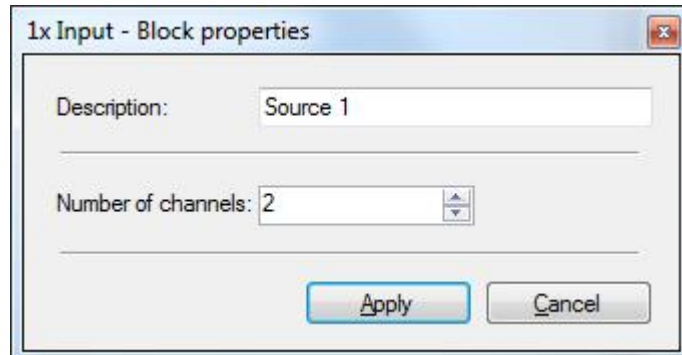 1x Input - Block properties
Description: Source 1
Number of channels: 2
Apply Cancel